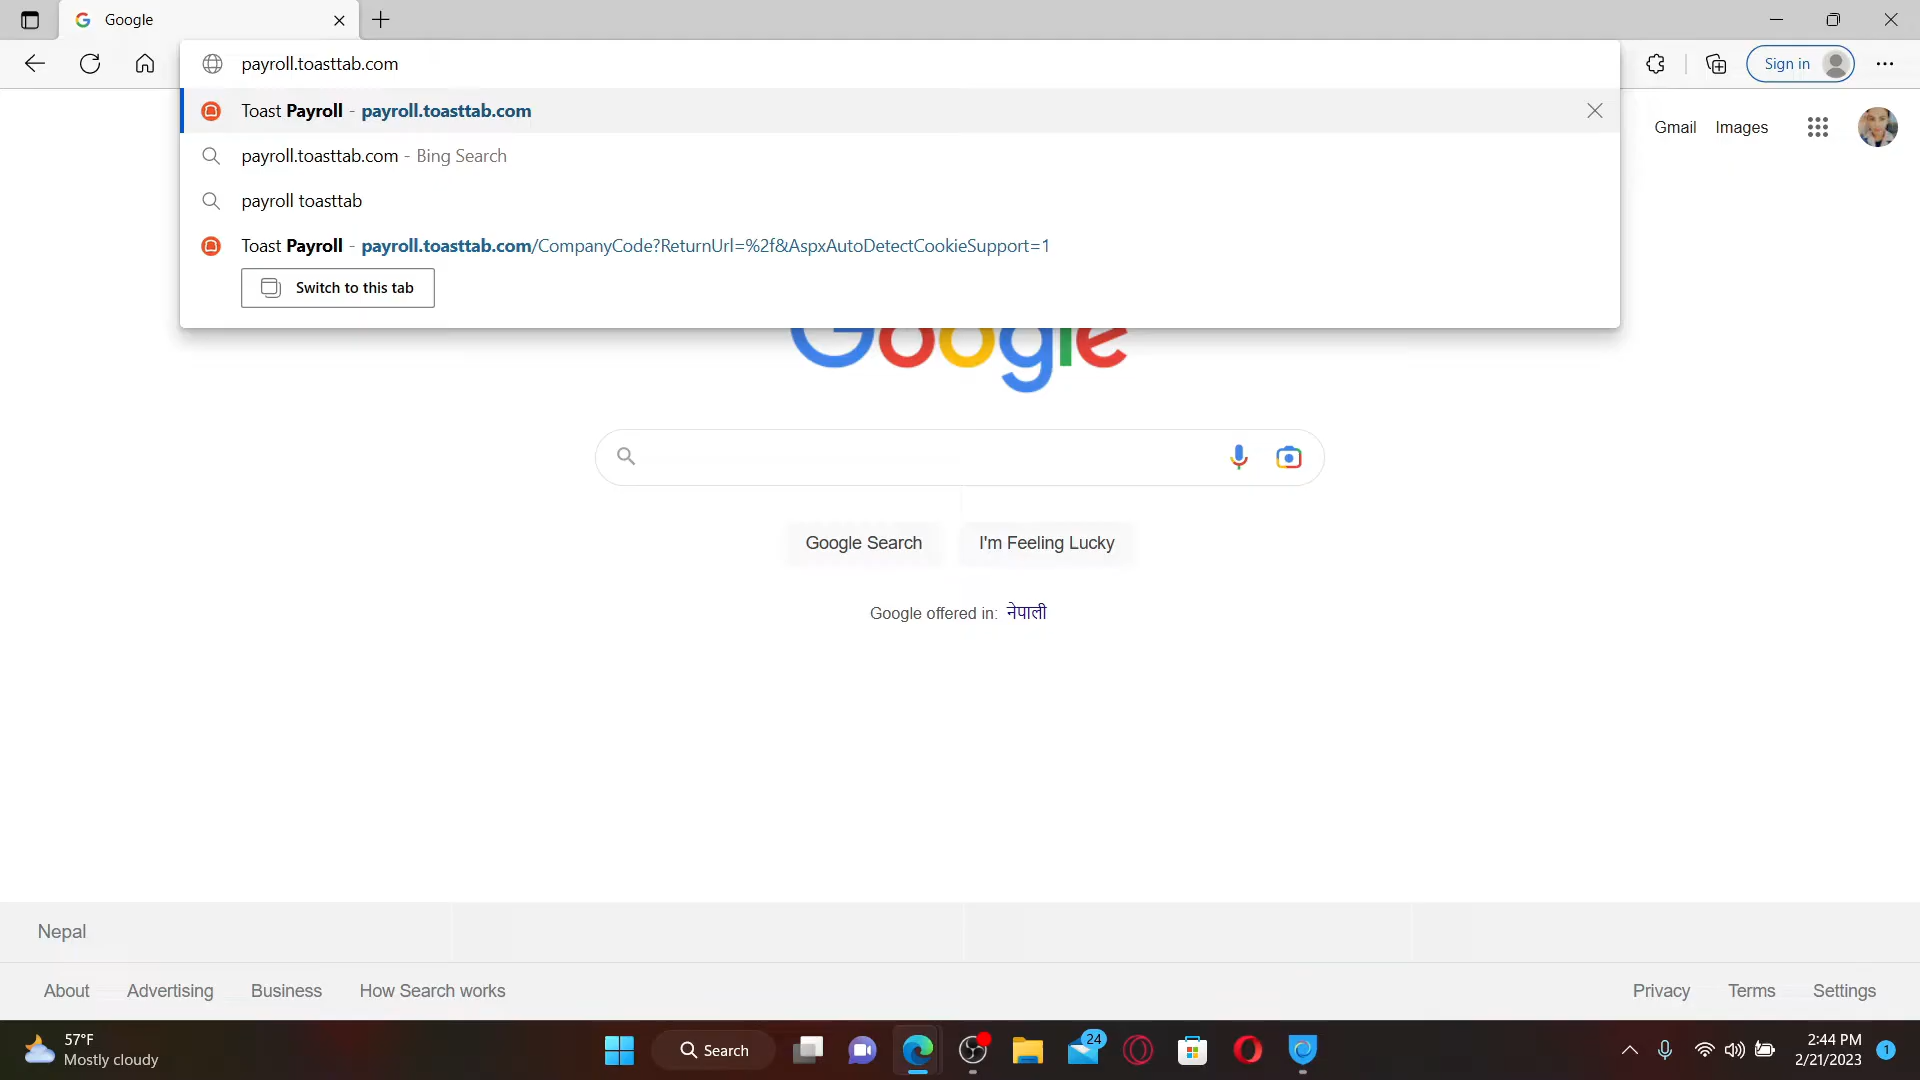 Google
payroll.toasttab.com
Sign in
Toast Payroll - payroll.toasttab.com
payroll.toasttab.com - Bing Search
payroll toasttab
Toast Payroll - payroll.toasttab.com/CompanyCode?ReturnUrl=%2f&AspxAutoDetectCookieSupport=1
Switch to this tab
Gmail Images
Google
Google Search I'm Feeling Lucky
Google offered in: नेपाली
Nepal
About Advertising Business How Search works Privacy Terms Settings
57°F
Mostly cloudy
Search
24
2:44 PM
2/21/2023
1